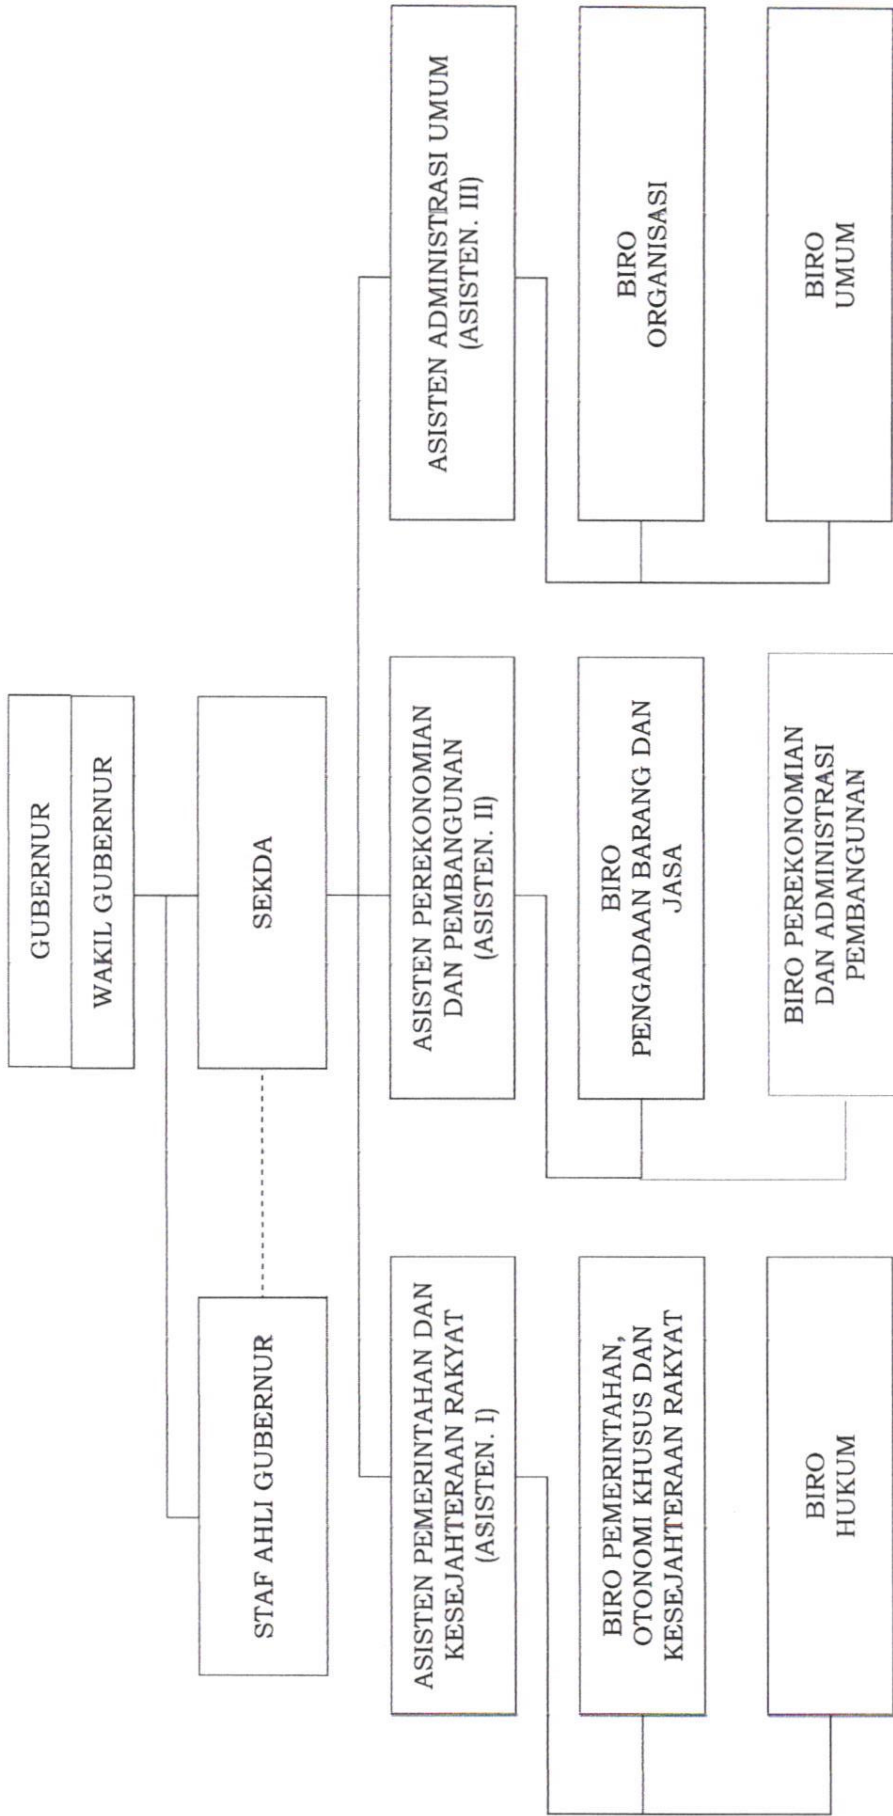 GUBERNUR
WAKIL GUBERNUR
STAF AHLI GUBERNUR
SEKDA
ASISTEN PEMERINTAHAN DAN
KESEJAHTERAAN RAKYAT
(ASISTEN. I)
ASISTEN PEREKONOMIAN
DAN PEMBANGUNAN
(ASISTEN. II)
ASISTEN ADMINISTRASI UMUM
(ASISTEN. III)
BIRO PEMERINTAHAN,
OTONOMI KHUSUS DAN
KESEJAHTERAAN RAKYAT
BIRO
PENGADAAN BARANG DAN
JASA
BIRO
ORGANISASI
BIRO
HUKUM
BIRO PEREKONOMIAN
DAN ADMINISTRASI
PEMBANGUNAN
BIRO
UMUM